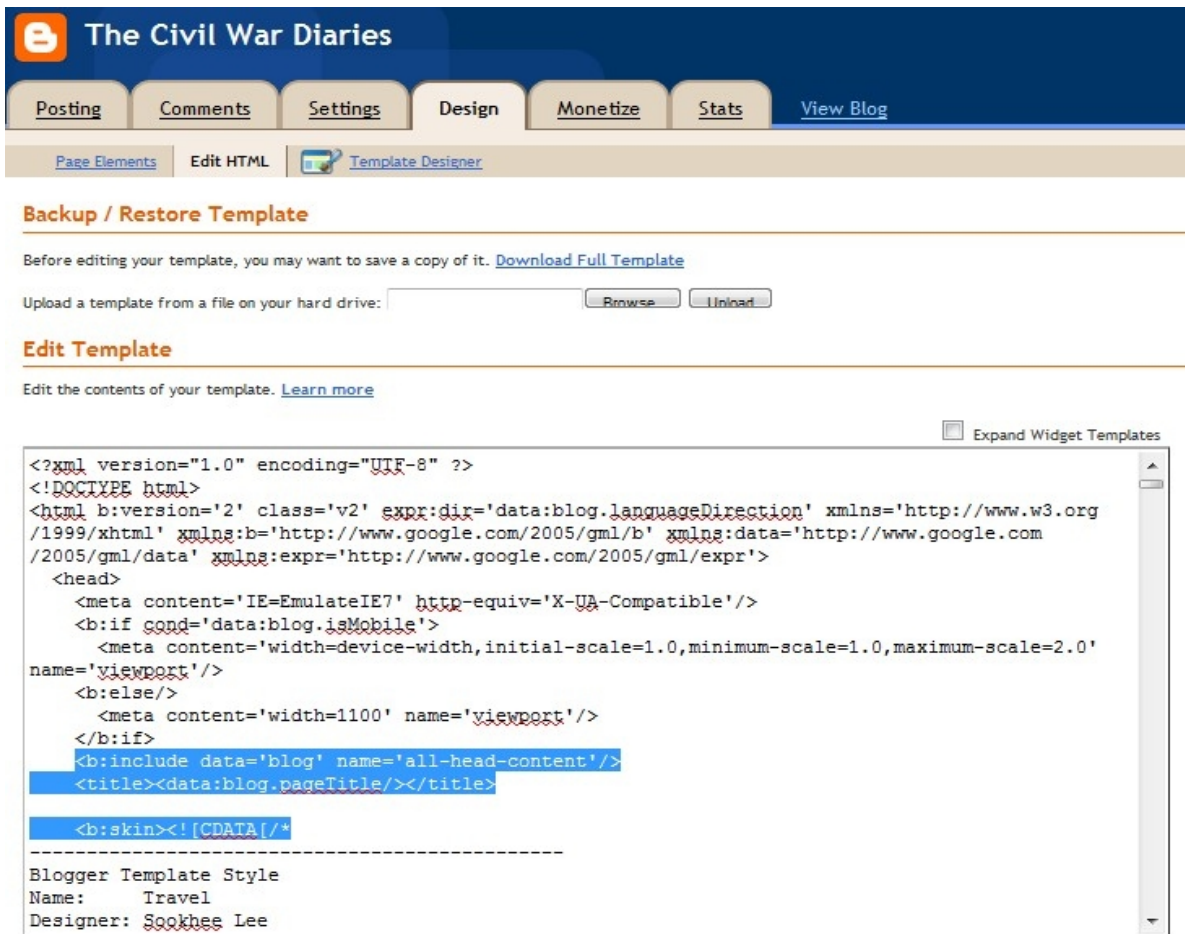 The Civil War Diaries
Posting Comments Settings Design Monetize Stats View Blog
Page Elements Edit HTML Template Designer
Backup / Restore Template
Before editing your template, you may want to save a copy of it. Download Full Template
Upload a template from a file on your hard drive: Browse Upload
Edit Template
Edit the contents of your template. Learn more
Expand Widget Templates
<?xml version="1.0" encoding="UTF-8" ?>
<!DOCTYPE html>
<html b:version='2' class='v2' expr:dir='data:blog.languageDirection' xmlns='http://www.w3.org
/1999/xhtml' xmlns:b='http://www.google.com/2005/gml/b' xmlns:data='http://www.google.com
/2005/gml/data' xmlns:expr='http://www.google.com/2005/gml/expr'>
<head>
<meta content='IE=EmulateIE7' http-equiv='X-UA-Compatible'/>
<b:if cond='data:blog.isMobile'>
<meta content='width=device-width,initial-scale=1.0,minimum-scale=1.0,maximum-scale=2.0'
name='viewport'/>
<b:else/>
<meta content='width=1100' name='viewport'/>
</b:if>
<b:include data='blog' name='all-head-content'/>
<title><data:blog.pageTitle/></title>
<b:skin><![CDATA[/*
-----------------------------------------------
Blogger Template Style
Name: Travel
Designer: Sookhee Lee